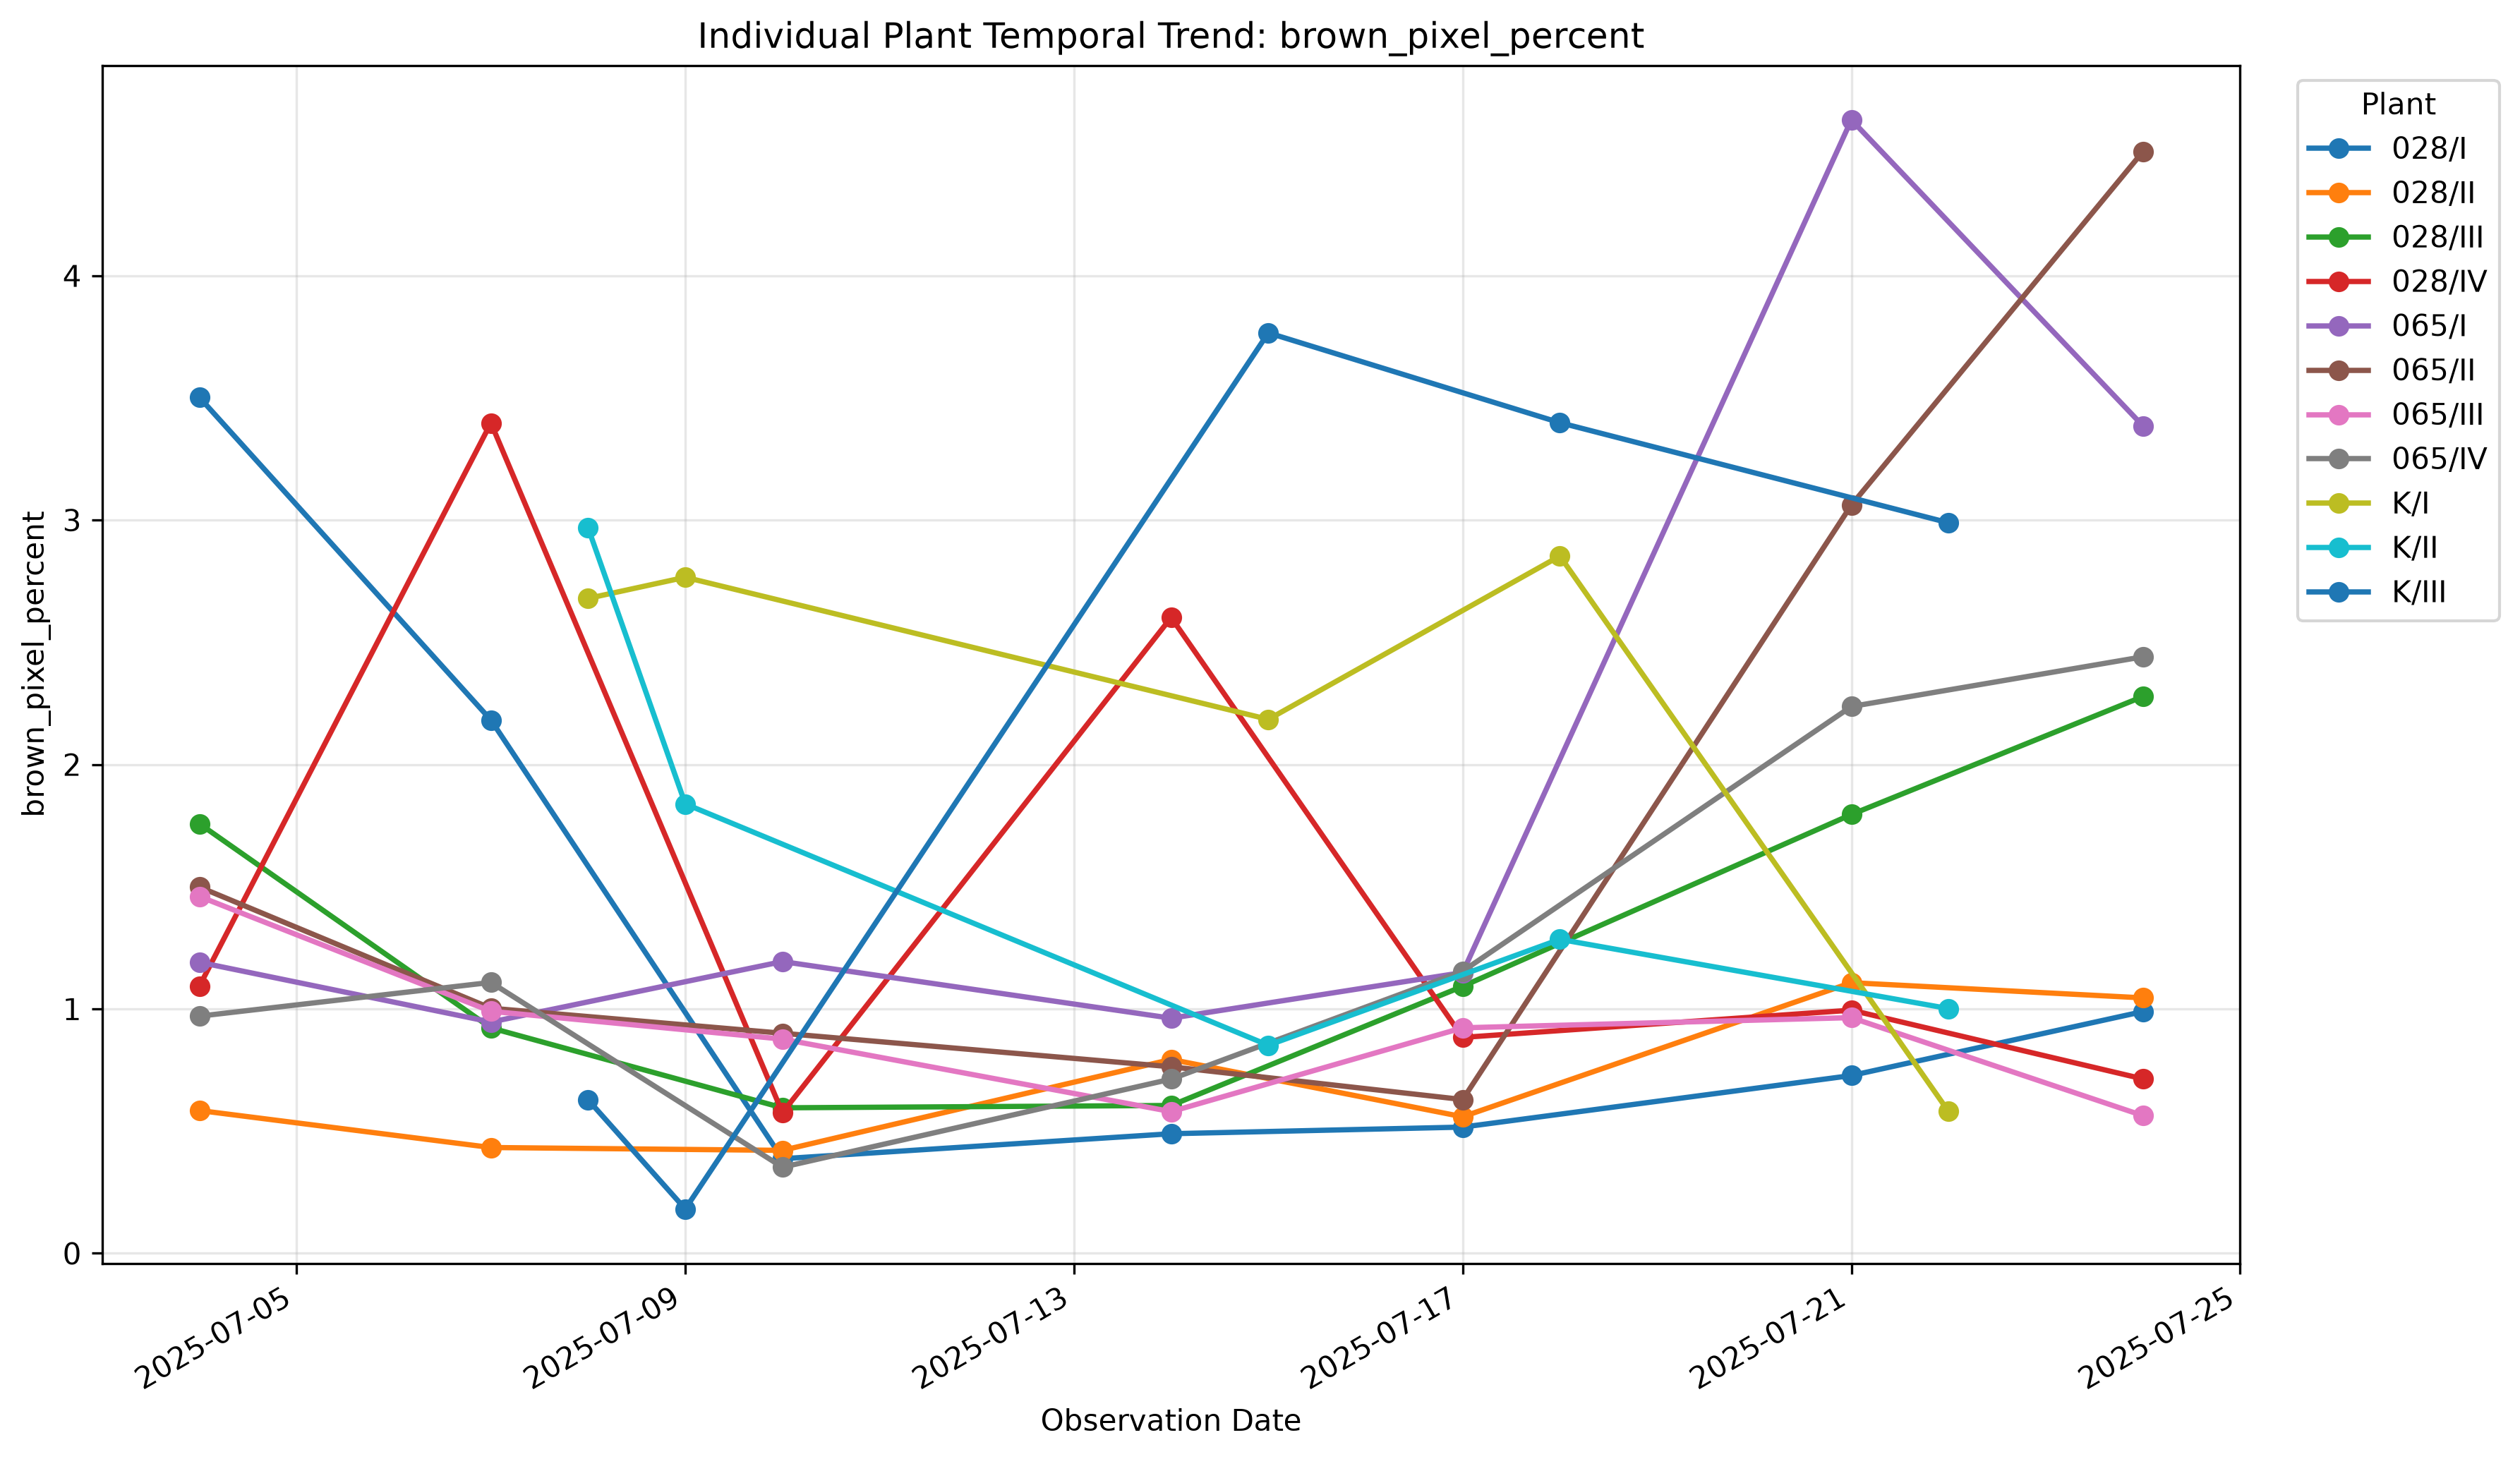 Individual Plant Temporal Trend: brown_pixel_percent
Plant
028/I
028/II
028/III
028/IV
065/I
065/II
065/III
065/IV
K/I
K/II
K/III
brown_pixel_percent
4
3
2
1
0
2025-07-05
2025-07-09
2025-07-13
2025-07-17
2025-07-21
2025-07-25
Observation Date